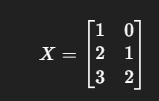 X = [1 0
2 1
3 2]